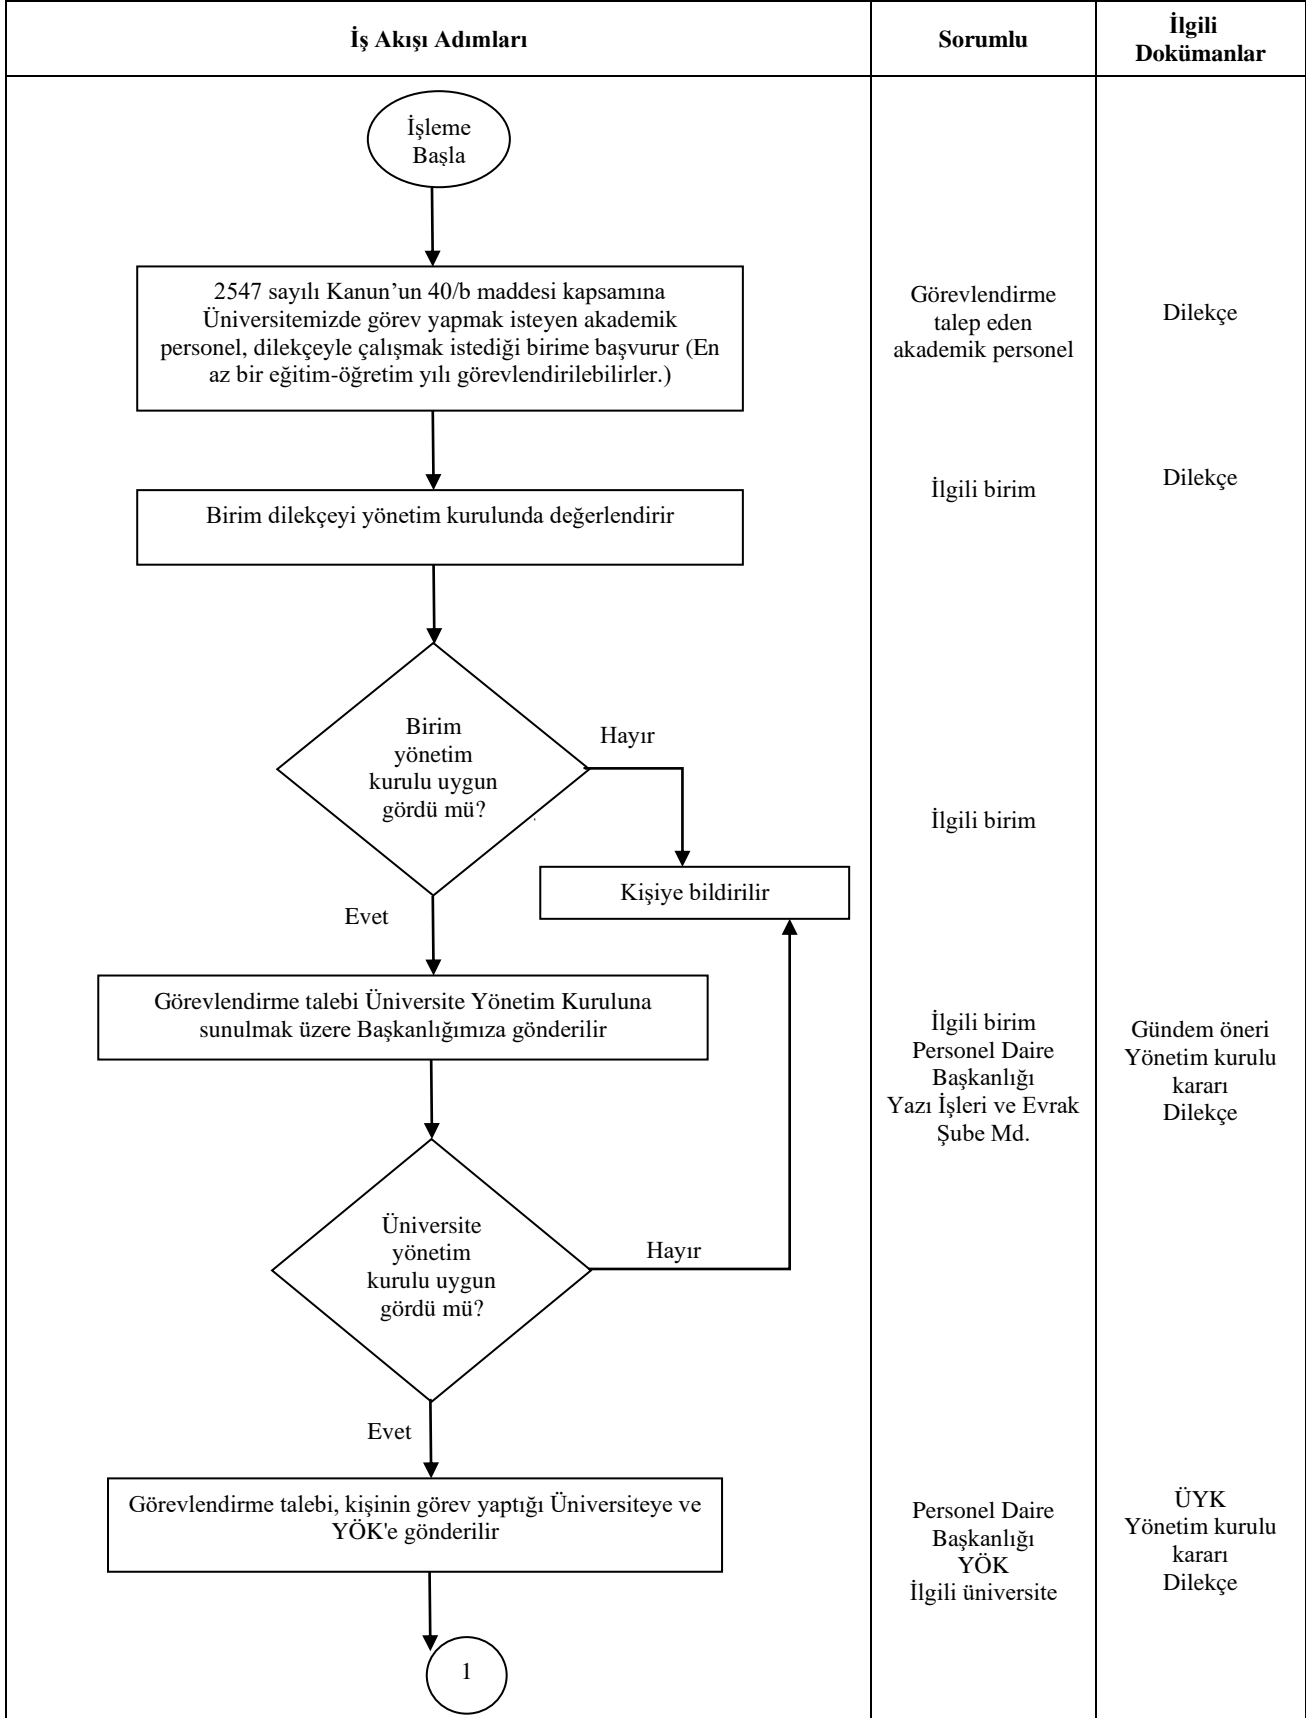 İş Akışı Adımları
Sorumlu
İlgili
Dokümanlar
İşleme
Başla
2547 sayılı Kanun’un 40/b maddesi kapsamına
Üniversitemizde görev yapmak isteyen akademik
personel, dilekçeyle çalışmak istediği birime başvurur (En
az bir eğitim-öğretim yılı görevlendirilebilirler.)
Görevlendirme
talep eden
akademik personel
Dilekçe
Birim dilekçeyi yönetim kurulunda değerlendirir
İlgili birim
Dilekçe
Birim
yönetim
kurulu uygun
gördü mü?
Hayır
İlgili birim
Kişiye bildirilir
Evet
Görevlendirme talebi Üniversite Yönetim Kuruluna
sunulmak üzere Başkanlığımıza gönderilir
İlgili birim
Personel Daire
Başkanlığı
Yazı İşleri ve Evrak
Şube Md.
Gündem öneri
Yönetim kurulu
kararı
Dilekçe
Üniversite
yönetim
kurulu uygun
gördü mü?
Hayır
Evet
Görevlendirme talebi, kişinin görev yaptığı Üniversiteye ve
YÖK'e gönderilir
Personel Daire
Başkanlığı
YÖK
İlgili üniversite
ÜYK
Yönetim kurulu
kararı
Dilekçe
1